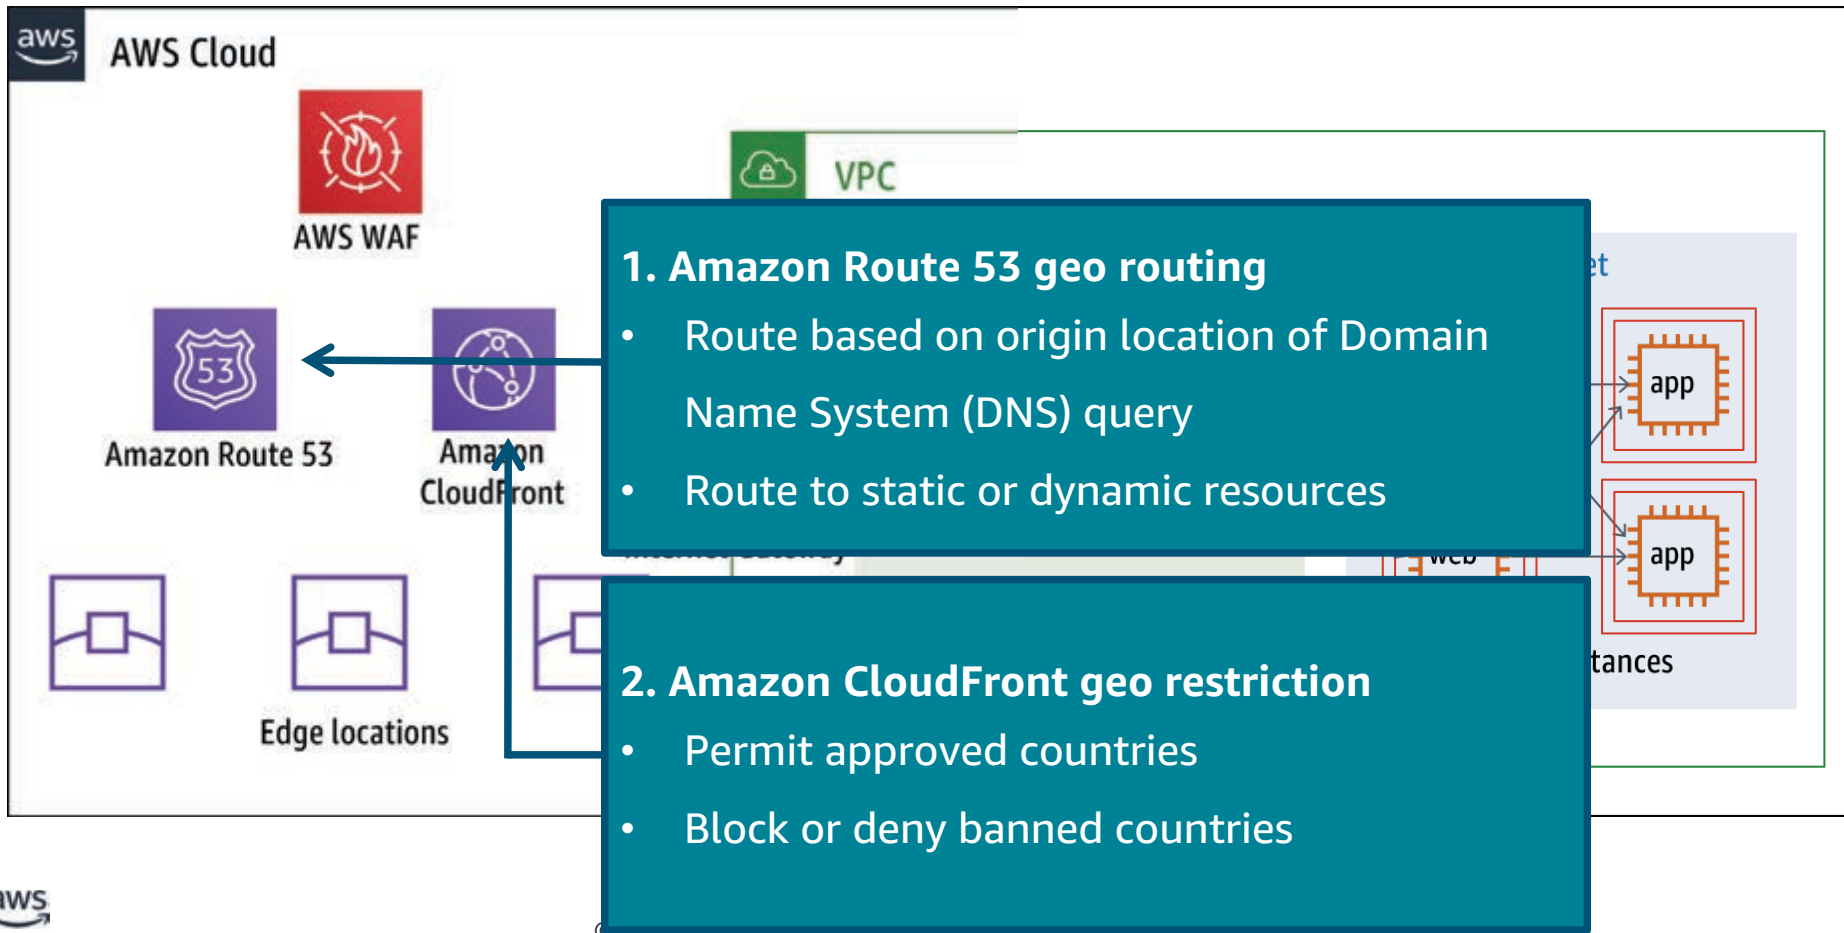 aws
AWS Cloud
AWS WAF
VPC
1. Amazon Route 53 geo routing
• Route based on origin location of Domain
Name System (DNS) query
• Route to static or dynamic resources
53
Amazon Route 53
Amazon
CloudFront
app
web
app
Edge locations
2. Amazon CloudFront geo restriction
• Permit approved countries
• Block or deny banned countries
aws